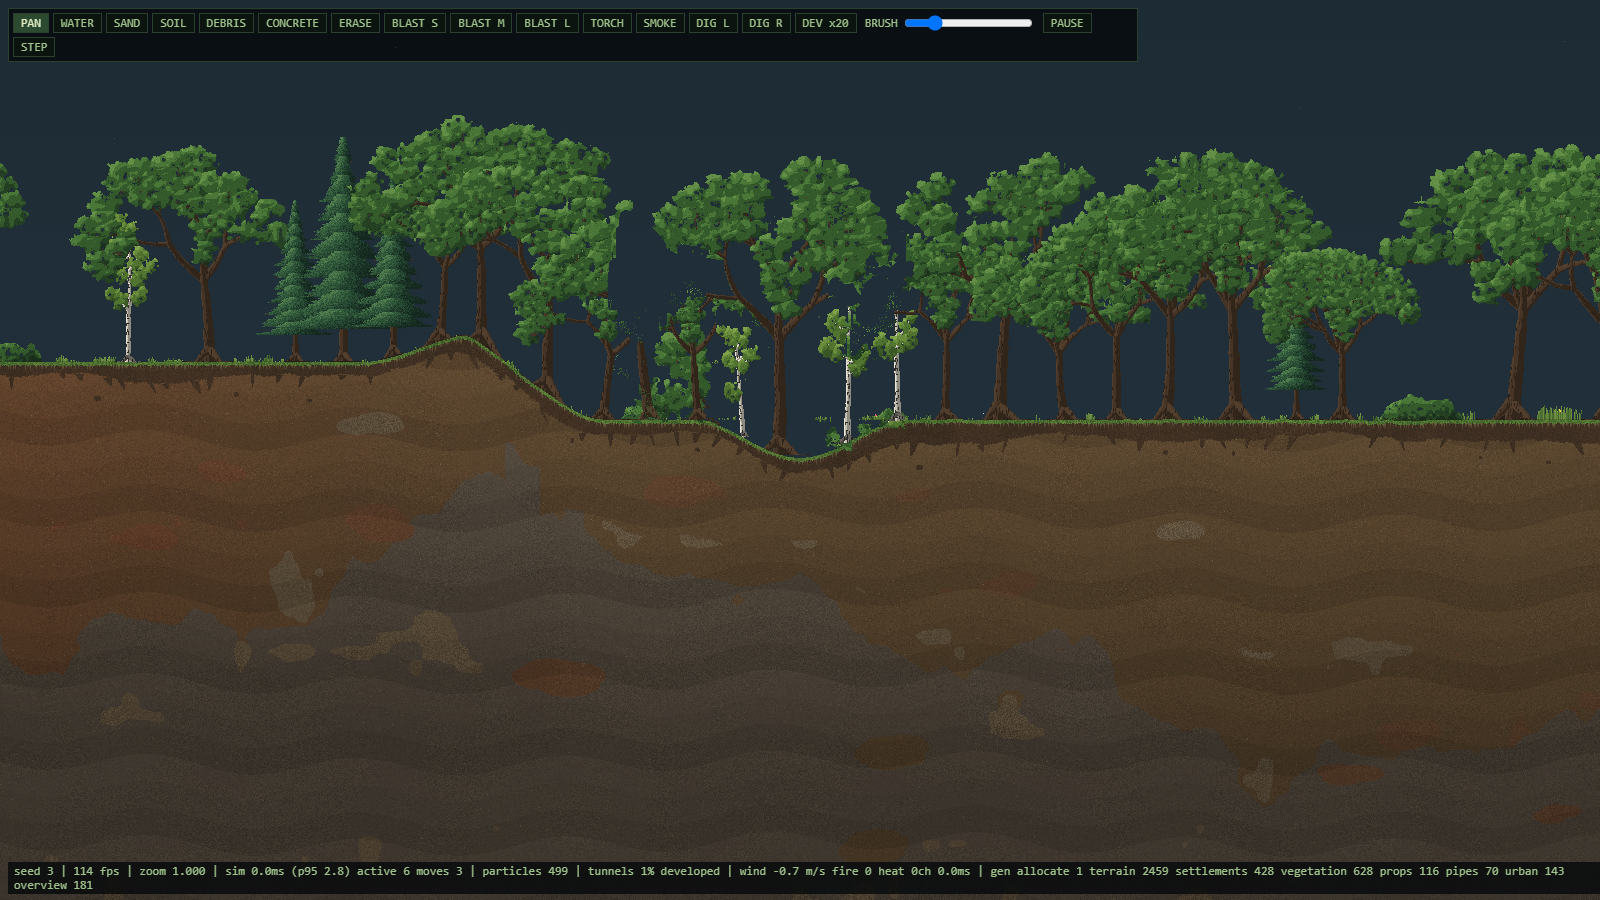 PAN WATER SAND SOIL DEBRIS CONCRETE ERASE BLAST S BLAST M BLAST L TORCH SMOKE DIG L DIG R DEV x20 BRUSH PAUSE
STEP
seed 3 | 114 fps | zoom 1.000 | sim 0.0ms (p95 2.8) active 6 moves 3 | particles 499 | tunnels 1% developed | wind -0.7 m/s fire 0 heat 0ch 0.0ms | gen allocate 1 terrain 2459 settlements 428 vegetation 628 props 116 pipes 70 urban 143
overview 181